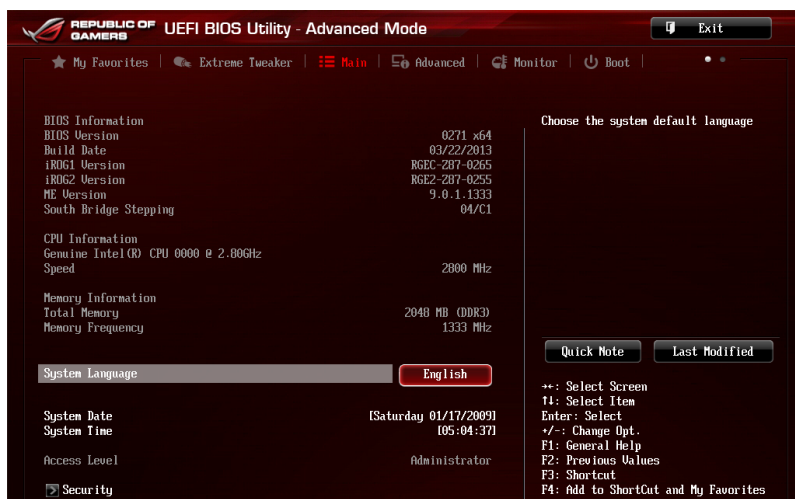 REPUBLIC OF GAMERS UEFI BIOS Utility - Advanced Mode Exit
My Favorites Extreme Tweaker Main Advanced Monitor Boot
BIOS Information
BIOS Version 0271 x64
Build Date 03/22/2013
iROG1 Version RGEC-Z87-0265
iROG2 Version RGE2-Z87-0255
ME Version 9.0.1.1333
South Bridge Stepping 04/C1
CPU Information
Genuine Intel(R) CPU 0000 @ 2.80GHz
Speed 2800 MHz
Memory Information
Total Memory 2048 MB (DDR3)
Memory Frequency 1333 MHz
System Language English
System Date [Saturday 01/17/2009]
System Time [05:04:37]
Access Level Administrator
Security
Choose the system default language
Quick Note Last Modified
→←: Select Screen
↑↓: Select Item
Enter: Select
+/-: Change Opt.
F1: General Help
F2: Previous Values
F3: Shortcut
F4: Add to ShortCut and My Favorites